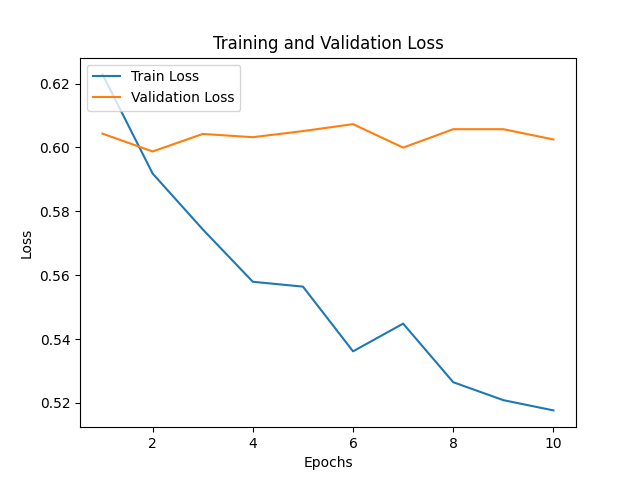 Training and Validation Loss
Train Loss
Validation Loss
0.62
0.60
0.58
0.56
0.54
0.52
Loss
2 4 6 8 10
Epochs